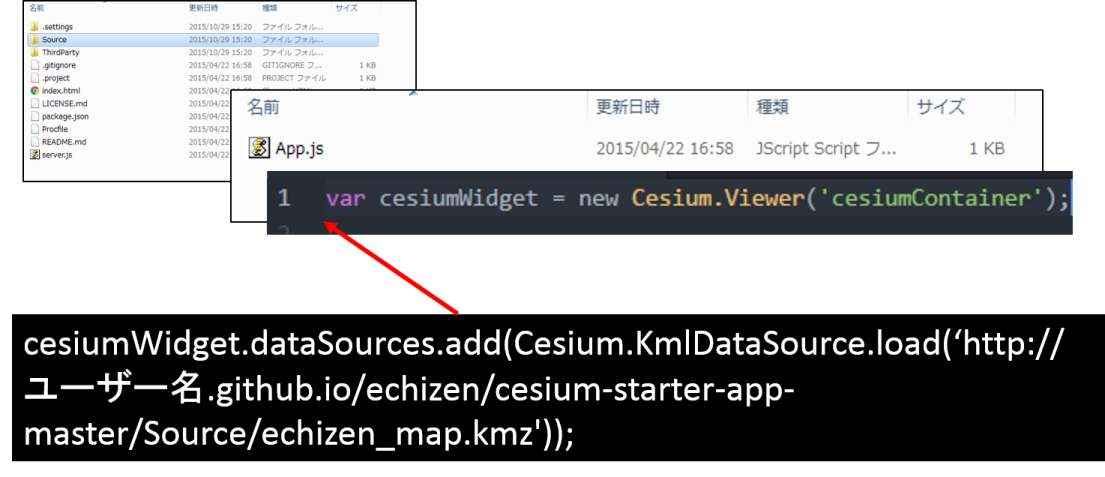 名前 更新日時 種類 サイズ
.settings 2015/10/29 15:20 ファイル フォル...
Source 2015/10/29 15:20 ファイル フォル...
ThirdParty 2015/10/29 15:20 ファイル フォル...
.gitignore 2015/04/22 16:58 GITIGNORE フ... 1 KB
.project 2015/04/22 16:58 PROJECT ファイル 1 KB
index.html 2015/04/22
LICENSE.md 2015/04/22
package.json 2015/04/22
Procfile 2015/04/22
README.md 2015/04/22
server.js 2015/04/22
名前 更新日時 種類 サイズ
App.js 2015/04/22 16:58 JScript Script フ... 1 KB
1 var cesiumWidget = new Cesium.Viewer('cesiumContainer');
cesiumWidget.dataSources.add(Cesium.KmlDataSource.load(‘http://
ユーザー名.github.io/echizen/cesium-starter-app-
master/Source/echizen_map.kmz'));